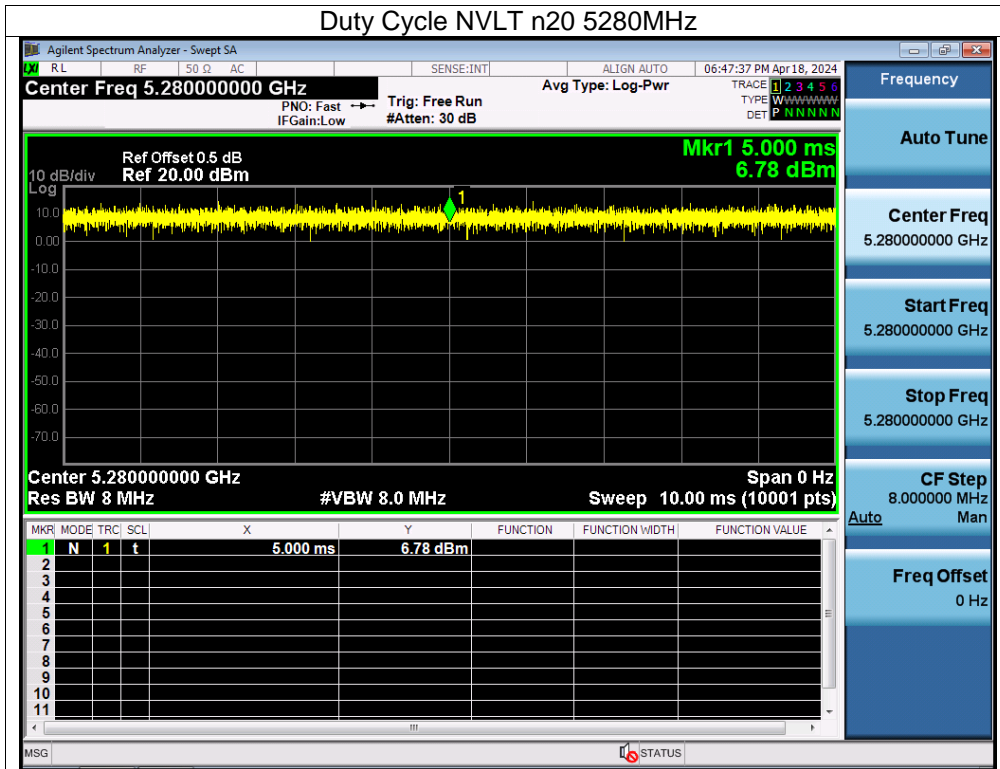 Duty Cycle NVLT n20 5280MHz
Agilent Spectrum Analyzer - Swept SA
LXI RL RF 50 Ω AC SENSE:INT ALIGN AUTO 06:47:37 PM Apr 18, 2024
Center Freq 5.280000000 GHz
PNO: Fast
IFGain:Low
Trig: Free Run
#Atten: 30 dB
Avg Type: Log-Pwr
TRACE 1 2 3 4 5 6
TYPE WWWWWW
DET P N N N N N
Mkr1 5.000 ms
6.78 dBm
Ref Offset 0.5 dB
10 dB/div Ref 20.00 dBm
Log
1
10.0
0.00
-10.0
-20.0
-30.0
-40.0
-50.0
-60.0
-70.0
Center 5.280000000 GHz Span 0 Hz
Res BW 8 MHz #VBW 8.0 MHz Sweep 10.00 ms (10001 pts)
MKR MODE TRC SCL X Y FUNCTION FUNCTION WIDTH FUNCTION VALUE
1 N 1 t 5.000 ms 6.78 dBm
2
3
4
5
6
7
8
9
10
11
MSG STATUS
Frequency
Auto Tune
Center Freq
5.280000000 GHz
Start Freq
5.280000000 GHz
Stop Freq
5.280000000 GHz
CF Step
8.000000 MHz
Auto Man
Freq Offset
0 Hz